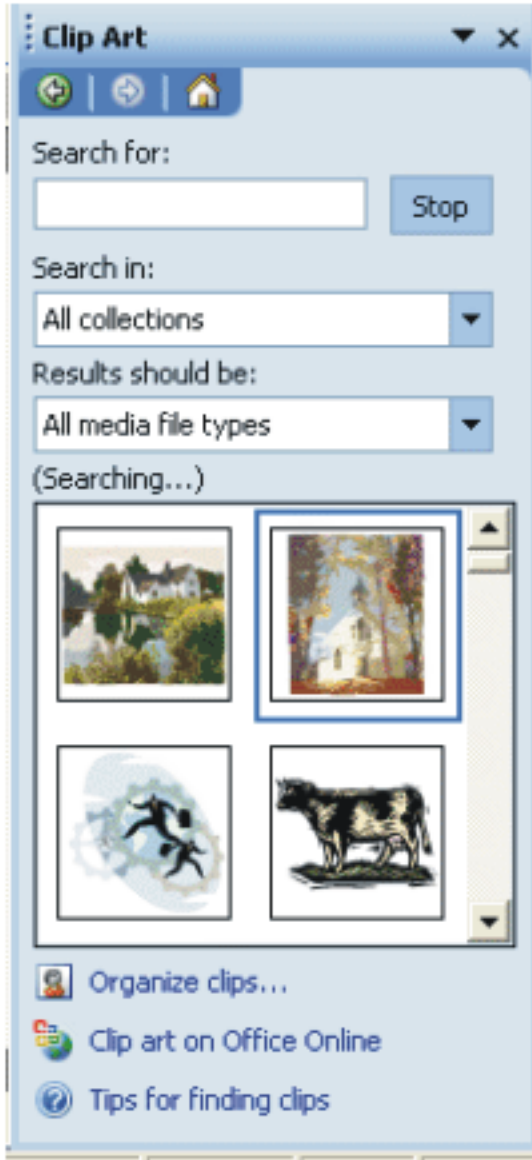 Clip Art
Search for:
Stop
Search in:
All collections
Results should be:
All media file types
(Searching...)
Organize clips...
Clip art on Office Online
Tips for finding clips